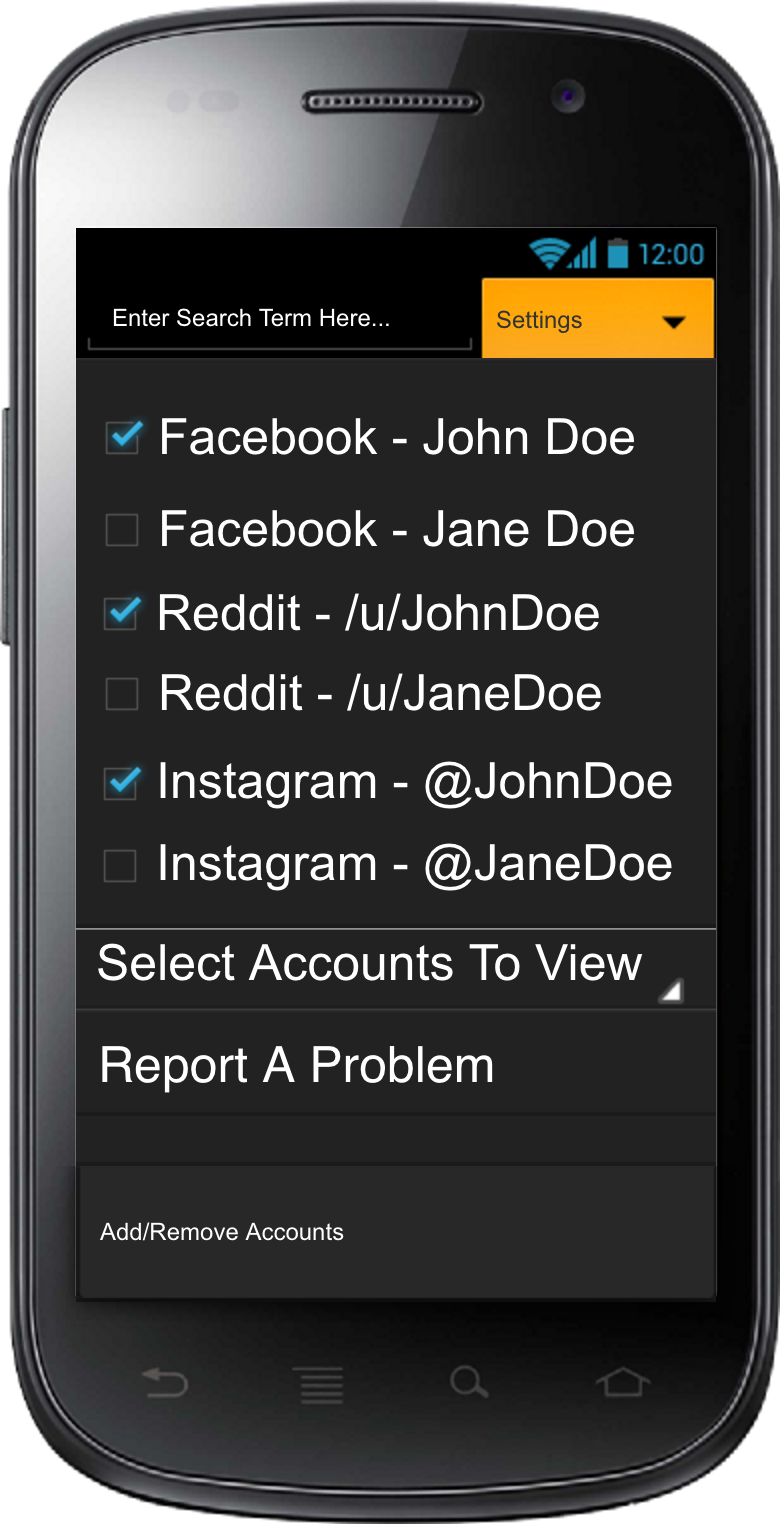 12:00
Enter Search Term Here...
Settings
Facebook - John Doe
Facebook - Jane Doe
Reddit - /u/JohnDoe
Reddit - /u/JaneDoe
Instagram - @JohnDoe
Instagram - @JaneDoe
Select Accounts To View
Report A Problem
Add/Remove Accounts